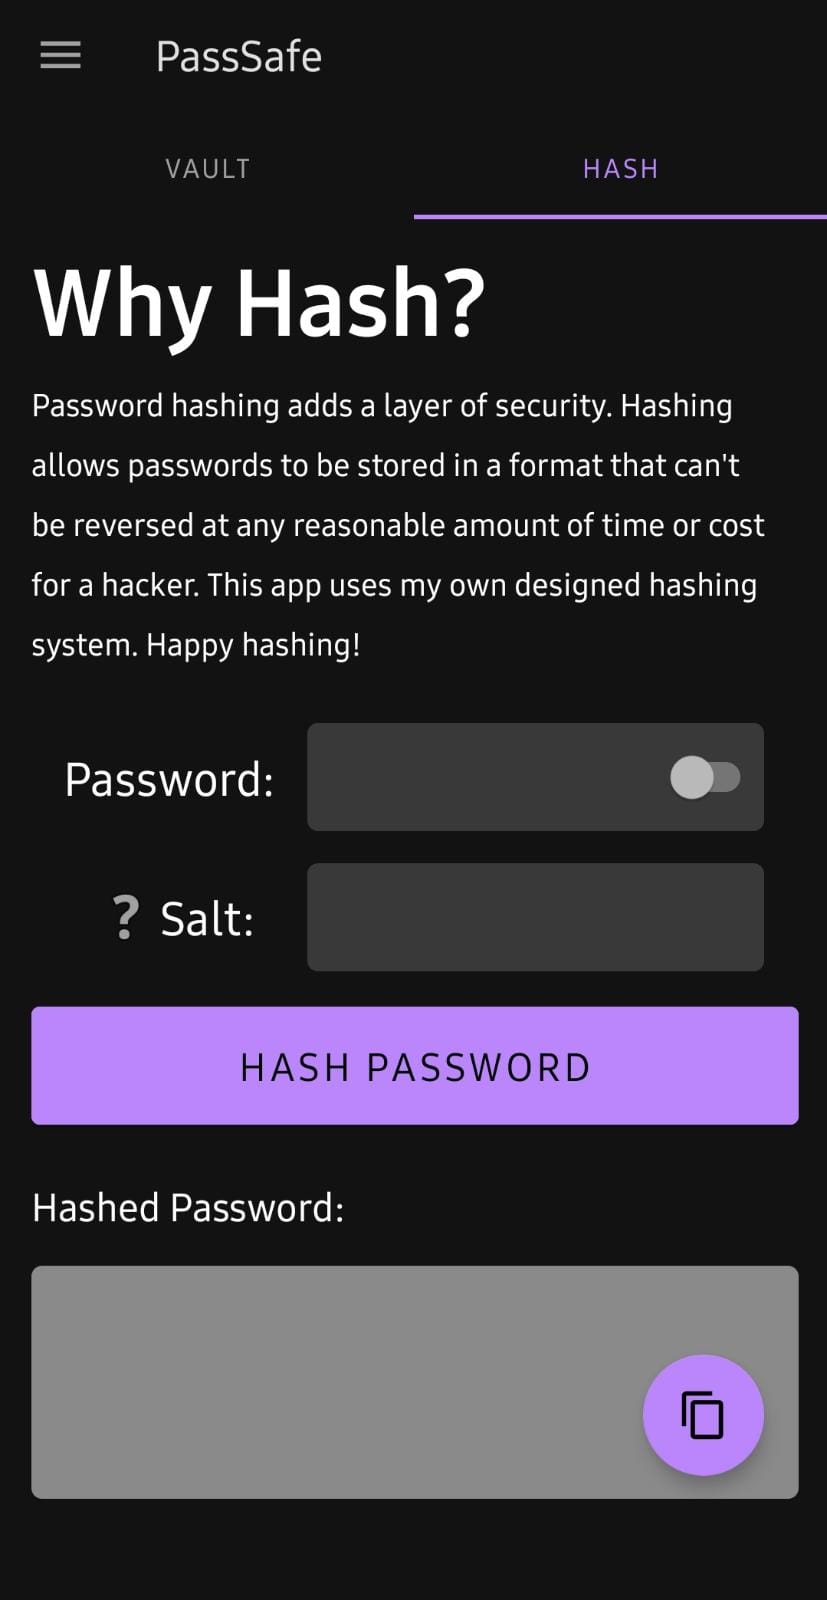 PassSafe
VAULT
HASH
Why Hash?
Password hashing adds a layer of security. Hashing
allows passwords to be stored in a format that can't
be reversed at any reasonable amount of time or cost
for a hacker. This app uses my own designed hashing
system. Happy hashing!
Password:
? Salt:
HASH PASSWORD
Hashed Password: